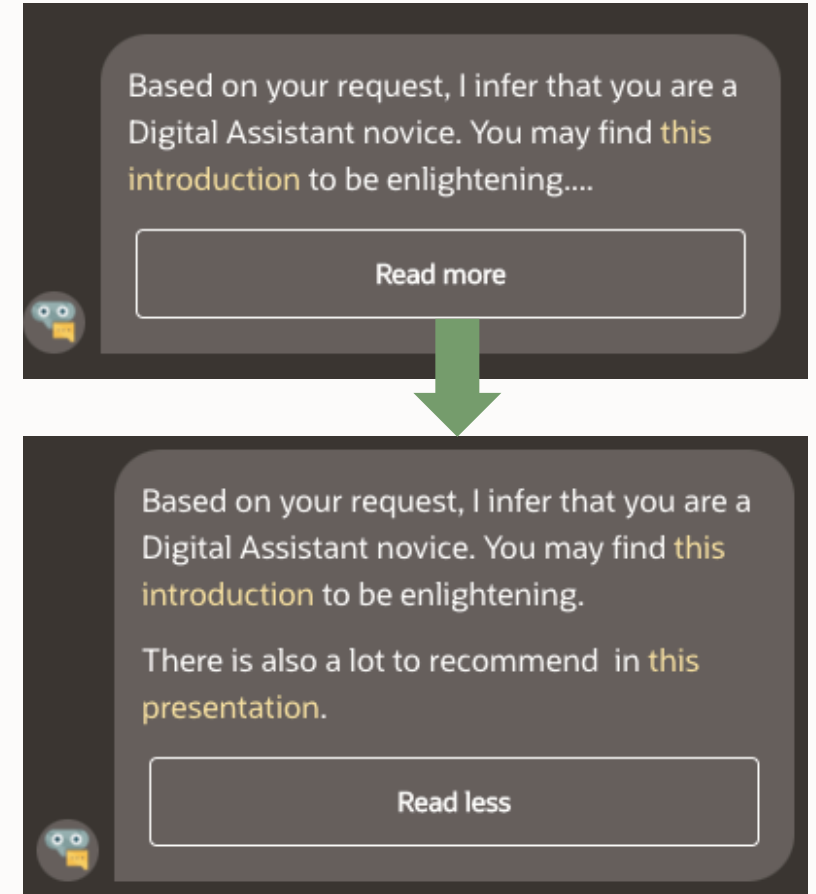 Based on your request, I infer that you are a
Digital Assistant novice. You may find this
introduction to be enlightening....
Read more
Based on your request, I infer that you are a
Digital Assistant novice. You may find this
introduction to be enlightening.
There is also a lot to recommend  in this
presentation.
Read less